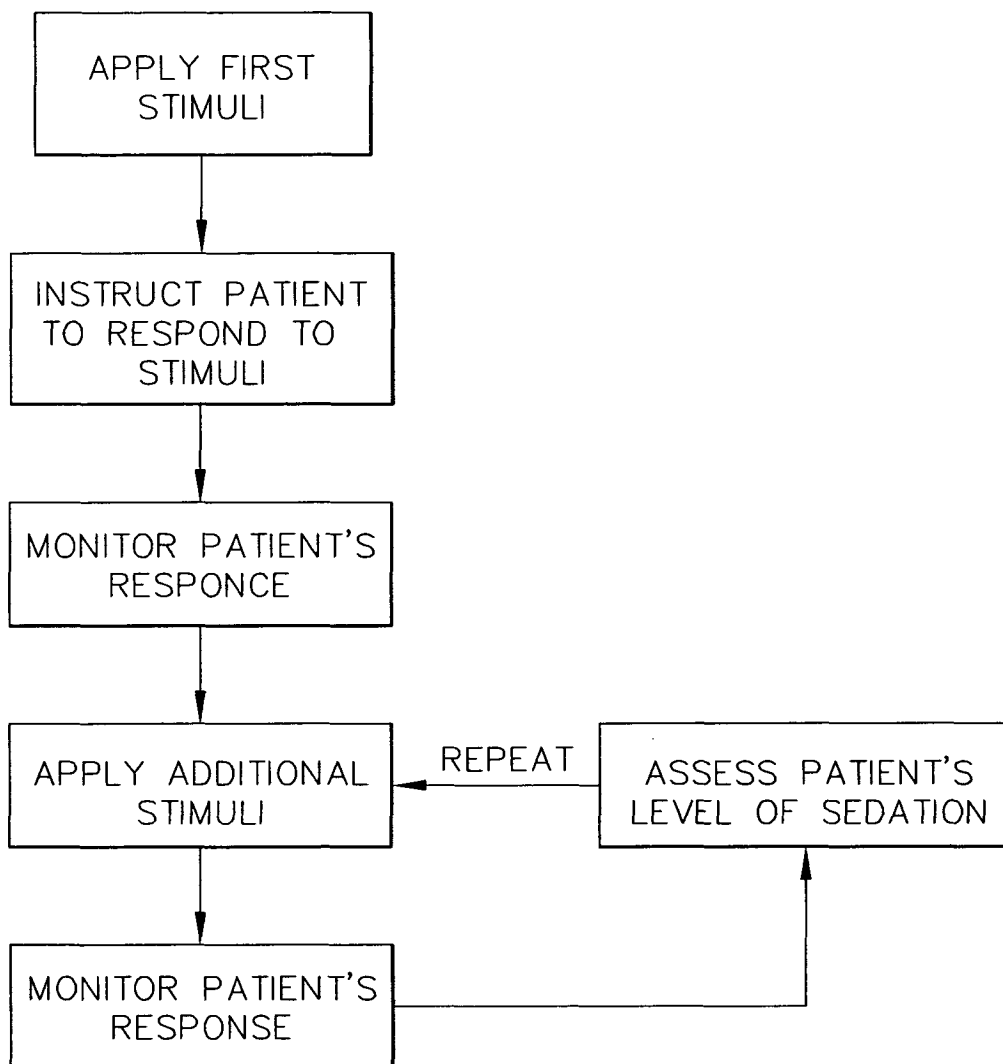 APPLY FIRST
STIMULI
INSTRUCT PATIENT
TO RESPOND TO
STIMULI
MONITOR PATIENT'S
RESPONCE
APPLY ADDITIONAL
STIMULI
REPEAT
ASSESS PATIENT'S
LEVEL OF SEDATION
MONITOR PATIENT'S
RESPONSE